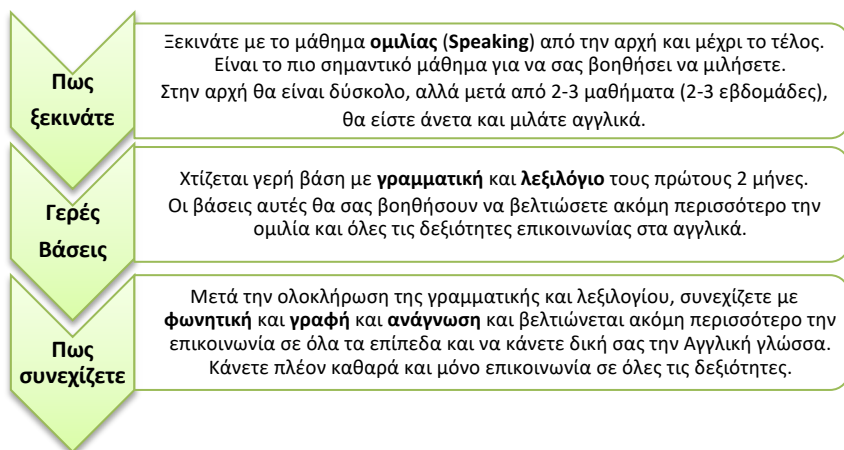 Πως
ξεκινάτε
Ξεκινάτε με το μάθημα ομιλίας (Speaking) από την αρχή και μέχρι το τέλος.
Είναι το πιο σημαντικό μάθημα για να σας βοηθήσει να μιλήσετε.
Στην αρχή θα είναι δύσκολο, αλλά μετά από 2-3 μαθήματα (2-3 εβδομάδες),
θα είστε άνετα και μιλάτε αγγλικά.
Γερές
Βάσεις
Χτίζεται γερή βάση με γραμματική και λεξιλόγιο τους πρώτους 2 μήνες.
Οι βάσεις αυτές θα σας βοηθήσουν να βελτιώσετε ακόμη περισσότερο την
ομιλία και όλες τις δεξιότητες επικοινωνίας στα αγγλικά.
Πως
συνεχίζετε
Μετά την ολοκλήρωση της γραμματικής και λεξιλογίου, συνεχίζετε με
φωνητική και γραφή και ανάγνωση και βελτιώνεται ακόμη περισσότερο την
επικοινωνία σε όλα τα επίπεδα και να κάνετε δική σας την Αγγλική γλώσσα.
Κάνετε πλέον καθαρά και μόνο επικοινωνία σε όλες τις δεξιότητες.